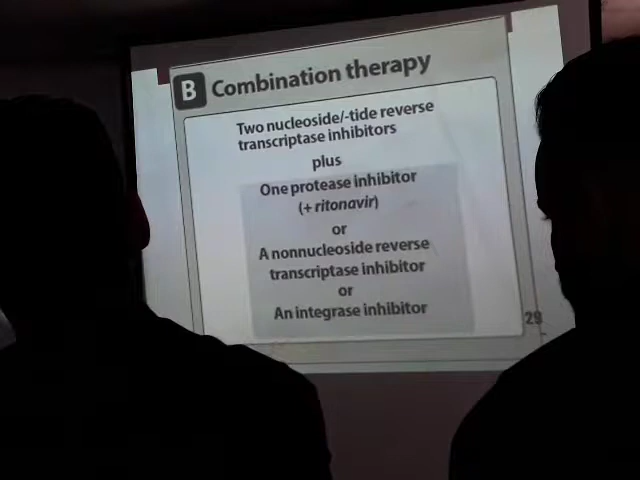 B Combination therapy
Two nucleoside/-tide reverse
transcriptase inhibitors
plus
One protease inhibitor
(+ ritonavir)
or
A nonnucleoside reverse
transcriptase inhibitor
or
An integrase inhibitor
29